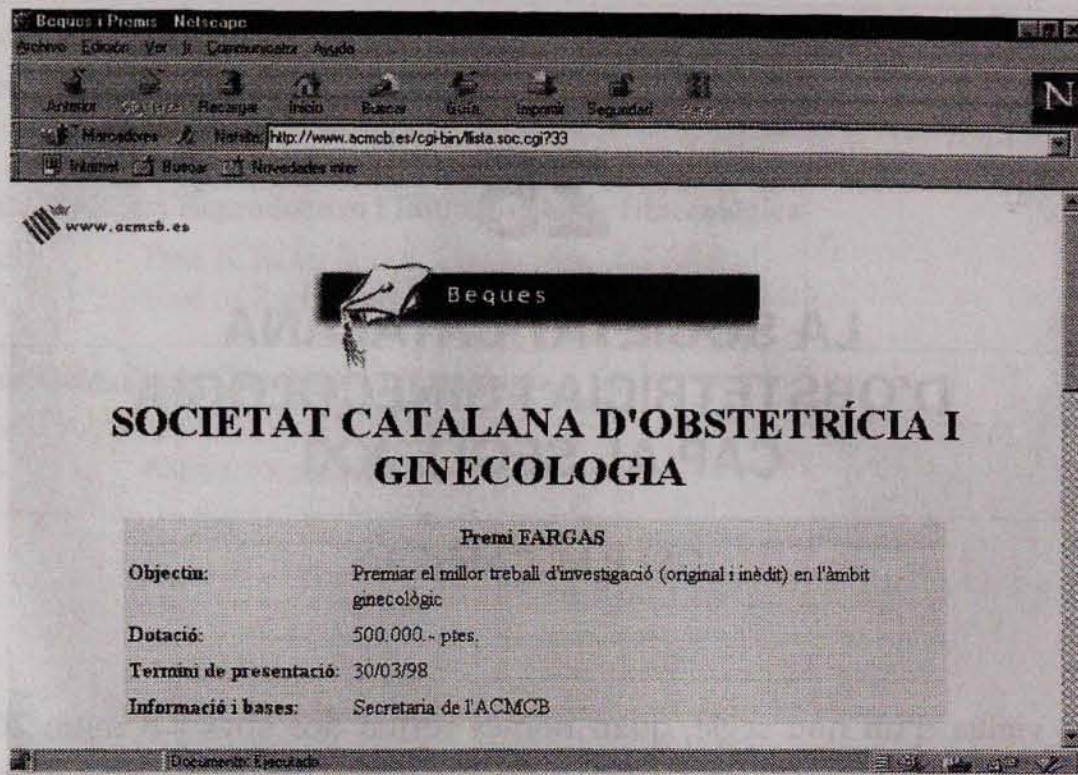 Beques i Premis - Netscape
Archivo Edición Ver Ir Communicator Ayuda
Anterior Recargar Inicio Buscar Guía Imprimir Seguridad
N
Marcadores Netsite: http://www.acmcb.es/cgi-bin/llista.soc.cgi?33
Internet Buscar Novedades
www.acmcb.es
Beques
SOCIETAT CATALANA D'OBSTETRÍCIA I
GINECOLOGIA
Premi FARGAS
Objectiu: Premiar el millor treball d'investigació (original i inèdit) en l'àmbit
ginecològic
Dotació: 500.000.- ptes.
Termini de presentació: 30/03/98
Informació i bases: Secretaria de l'ACMCB
Documento: Ejecutado